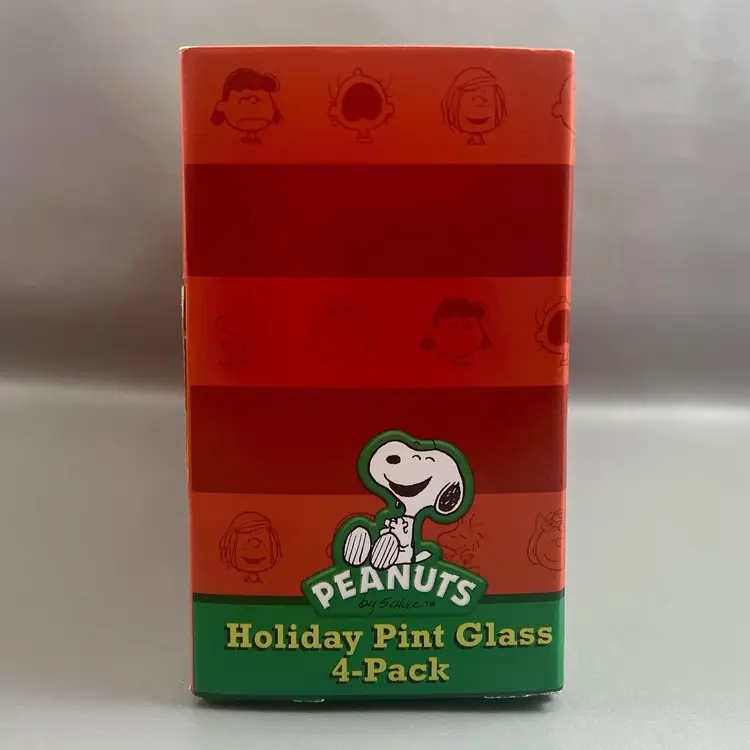 PEANUTS
by SCHULZ ™
Holiday Pint Glass
4-Pack